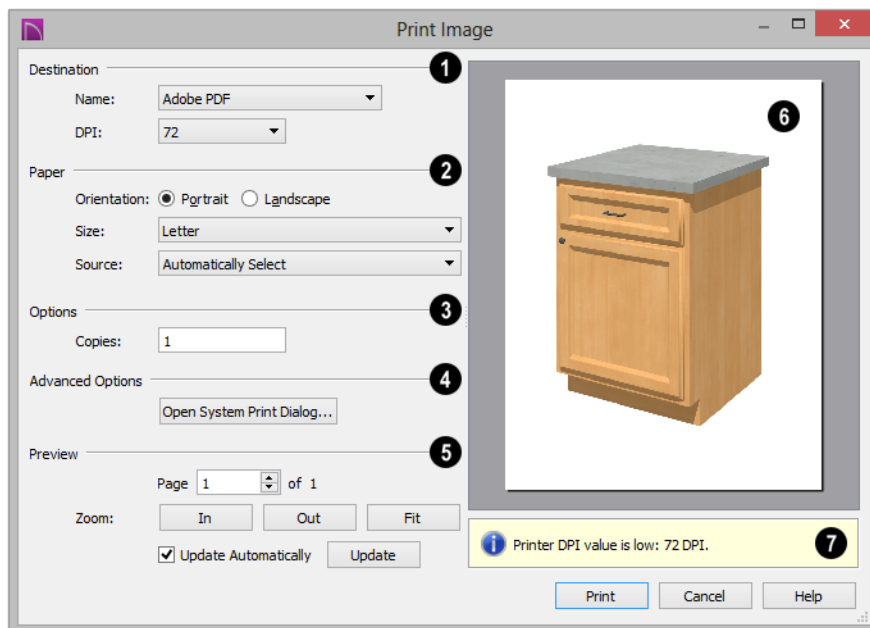 Print Image
Destination 1
Name: Adobe PDF
DPI: 72
Paper 2
Orientation: Portrait Landscape
Size: Letter
Source: Automatically Select
Options 3
Copies: 1
Advanced Options 4
Open System Print Dialog...
Preview 5
Page 1 of 1
Zoom: In Out Fit
Update Automatically Update
6
Printer DPI value is low: 72 DPI. 7
Print Cancel Help